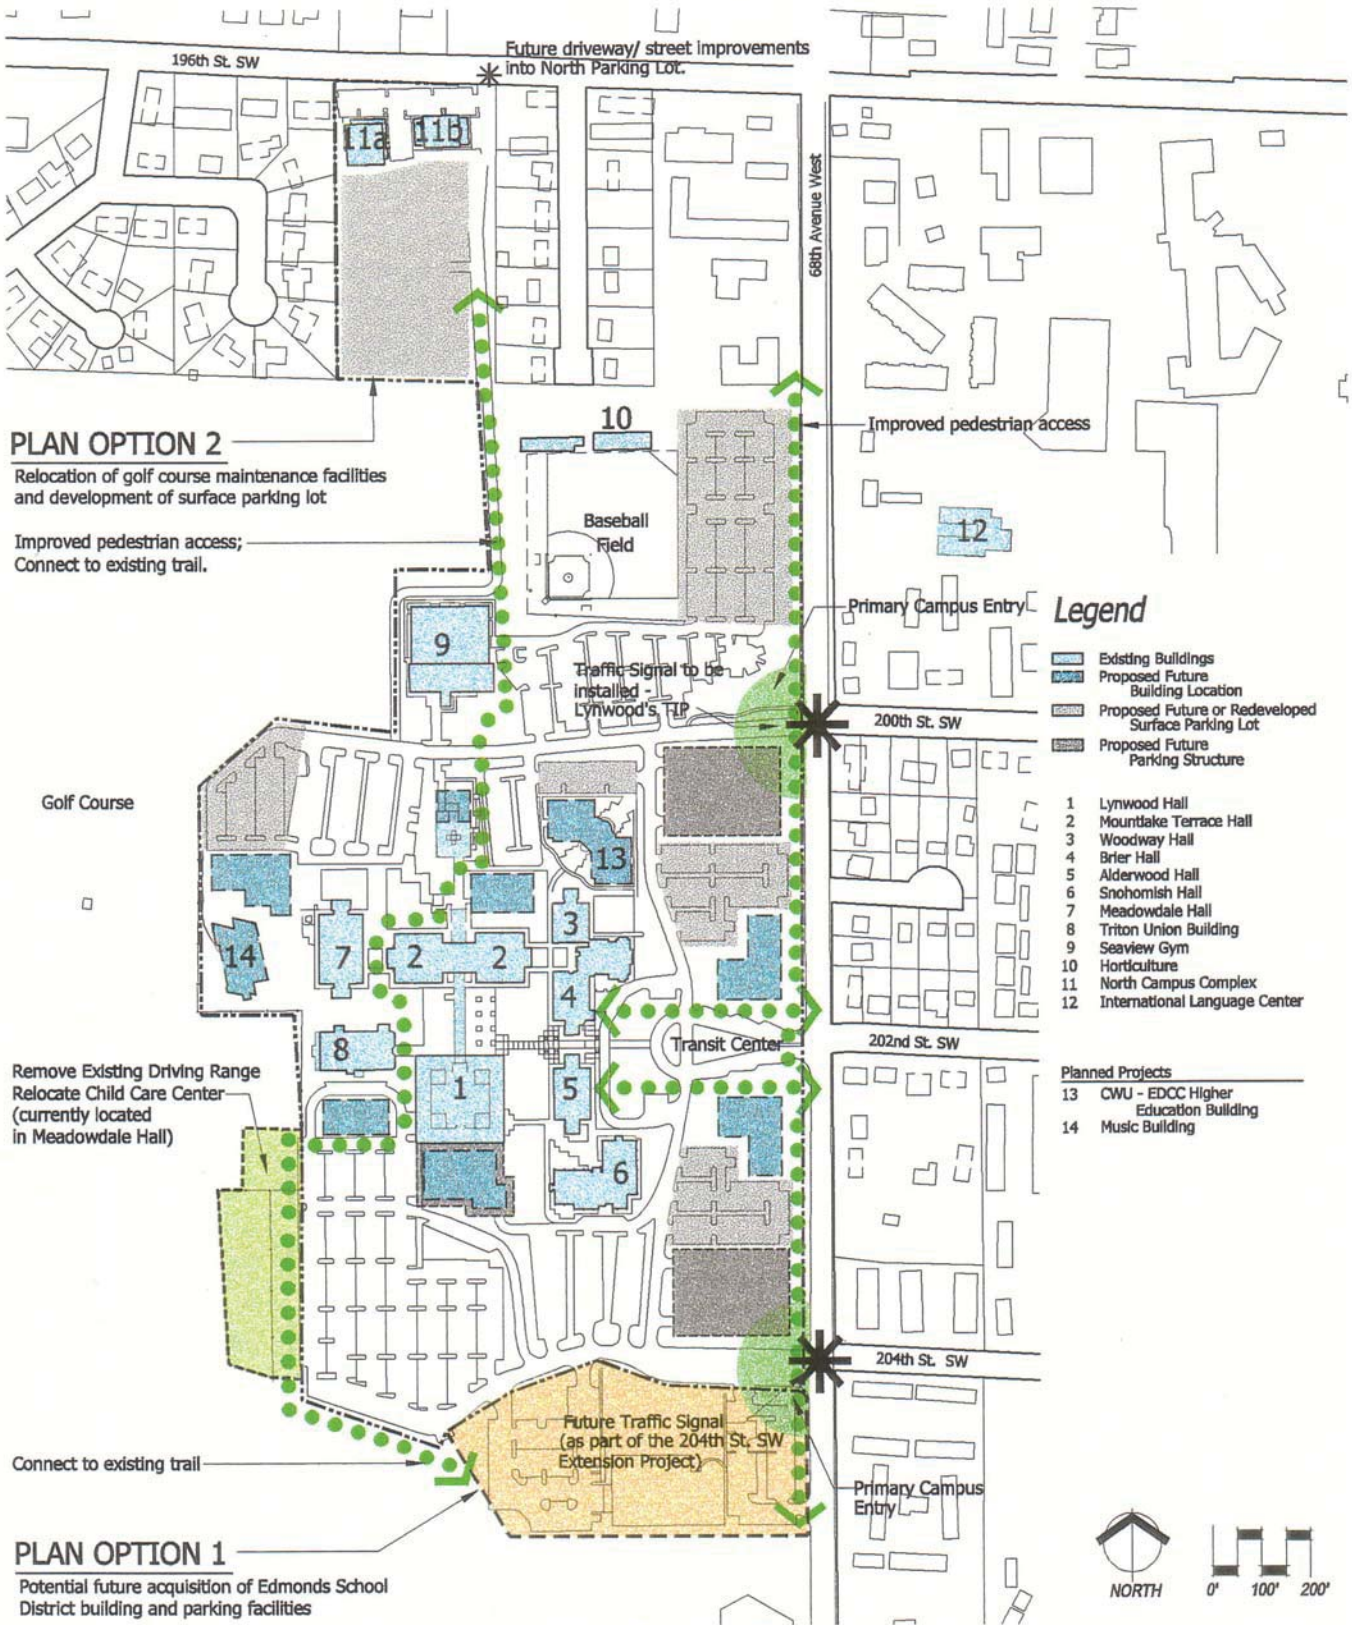 Future driveway/ street improvements
into North Parking Lot.
196th St. SW
11a
11b
68th Avenue West
10
Improved pedestrian access
PLAN OPTION 2
Relocation of golf course maintenance facilities
and development of surface parking lot
Baseball
Field
12
Improved pedestrian access;
Connect to existing trail.
Primary Campus Entry
9
Traffic Signal to be
installed -
Lynwood's TIP
200th St. SW
Legend
Existing Buildings
Proposed Future
Building Location
Proposed Future or Redeveloped
Surface Parking Lot
Proposed Future
Parking Structure
1 Lynwood Hall
2 Mountlake Terrace Hall
3 Woodway Hall
4 Brier Hall
5 Alderwood Hall
6 Snohomish Hall
7 Meadowdale Hall
8 Triton Union Building
9 Seaview Gym
10 Horticulture
11 North Campus Complex
12 International Language Center
Planned Projects
13 CWU - EDCC Higher
Education Building
14 Music Building
Golf Course
13
3
14
7
2
2
4
8
Transit Center
202nd St. SW
Remove Existing Driving Range
Relocate Child Care Center
(currently located
in Meadowdale Hall)
1
5
6
204th St. SW
Future Traffic Signal
(as part of the 204th St. SW
Extension Project)
Connect to existing trail
Primary Campus
Entry
PLAN OPTION 1
Potential future acquisition of Edmonds School
District building and parking facilities
NORTH
0' 100' 200'